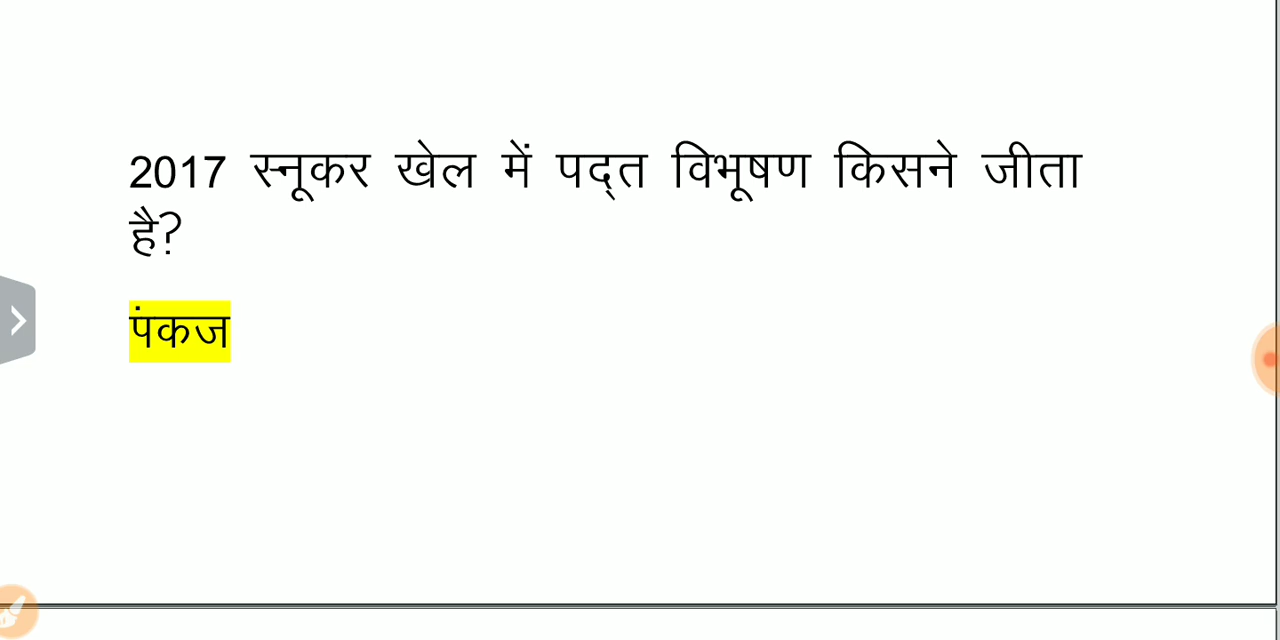 2017 स्नूकर खेल में पद्त विभूषण किसने जीता
है?
पंकज